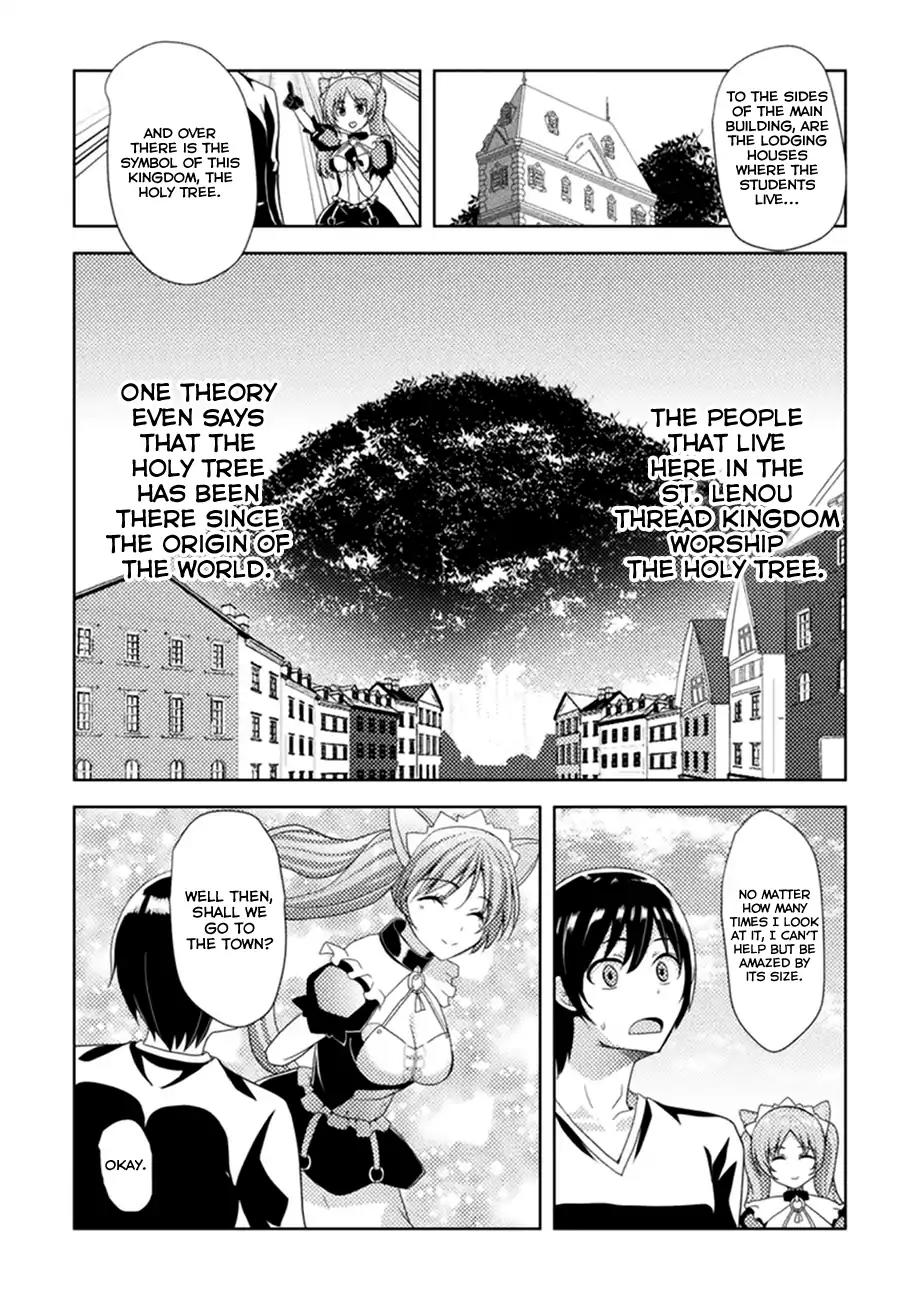 TO THE SIDES
OF THE MAIN
BUILDING, ARE
THE LODGING
HOUSES
WHERE THE
STUDENTS
LIVE...
AND OVER
THERE IS THE
SYMBOL OF THIS
KINGDOM, THE
HOLY TREE.
THE PEOPLE
THAT LIVE
HERE IN THE
ST. LENOU
THREAD KINGDOM
WORSHIP
THE HOLY TREE.
ONE THEORY
EVEN SAYS
THAT THE
HOLY TREE
HAS BEEN
THERE SINCE
THE ORIGIN OF
THE WORLD.
NO MATTER
HOW MANY
TIMES I LOOK
AT IT, I CAN'T
HELP BUT BE
AMAZED BY
ITS SIZE.
WELL THEN,
SHALL WE
GO TO
THE TOWN?
OKAY.